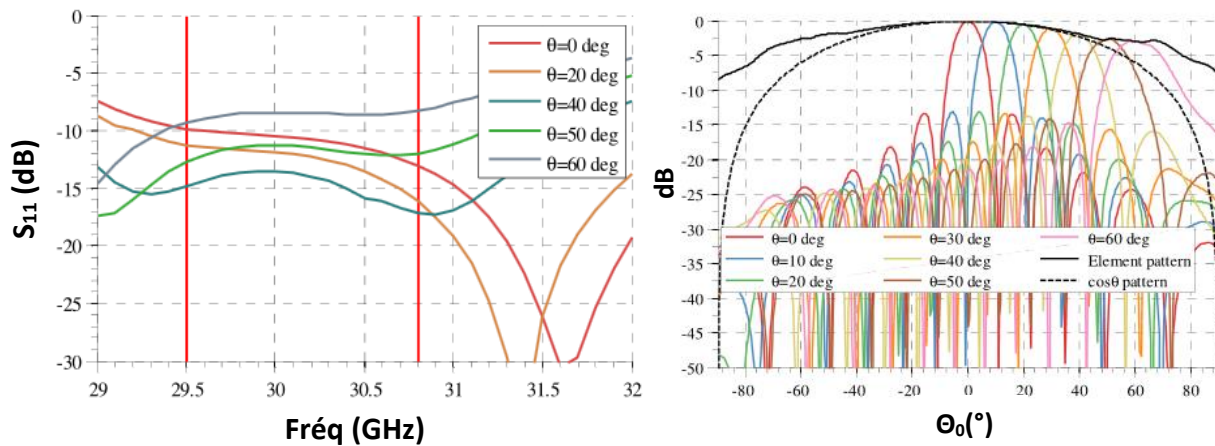 0
-5
-10
-15
-20
-25
-30
S11 (dB)
θ=0 deg
θ=20 deg
θ=40 deg
θ=50 deg
θ=60 deg
29
29.5
30
30.5
31
31.5
32
Fréq (GHz)
0
-5
-10
-15
-20
-25
-30
-35
-40
-45
-50
dB
θ=0 deg
θ=10 deg
θ=20 deg
θ=30 deg
θ=40 deg
θ=50 deg
θ=60 deg
Element pattern
cosθ pattern
-80
-60
-40
-20
0
20
40
60
80
Θ0(°)